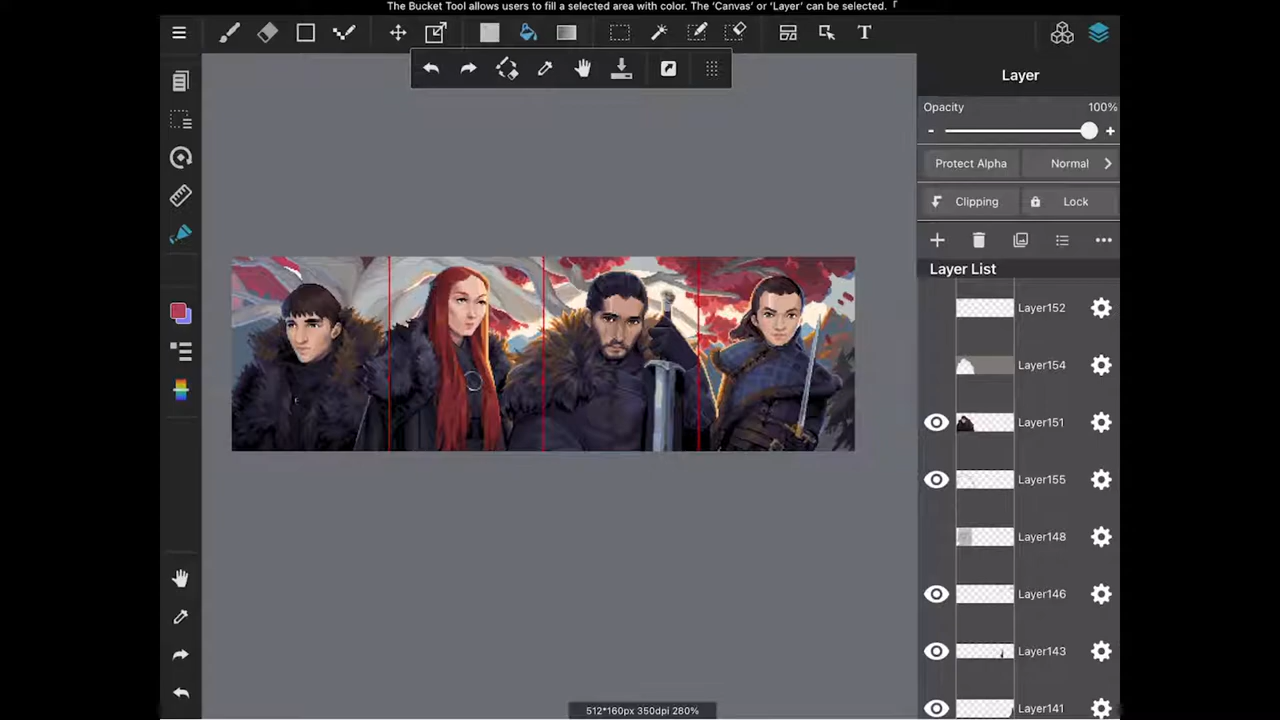 The Bucket Tool allows users to fill a selected area with color. The 'Canvas' or 'Layer' can be selected. 「
T
Layer
Opacity 100%
- +
Protect Alpha Normal
Clipping Lock
Layer List
Layer152
Layer154
Layer151
Layer155
Layer148
Layer146
Layer143
Layer141
512*160px 350dpi 280%